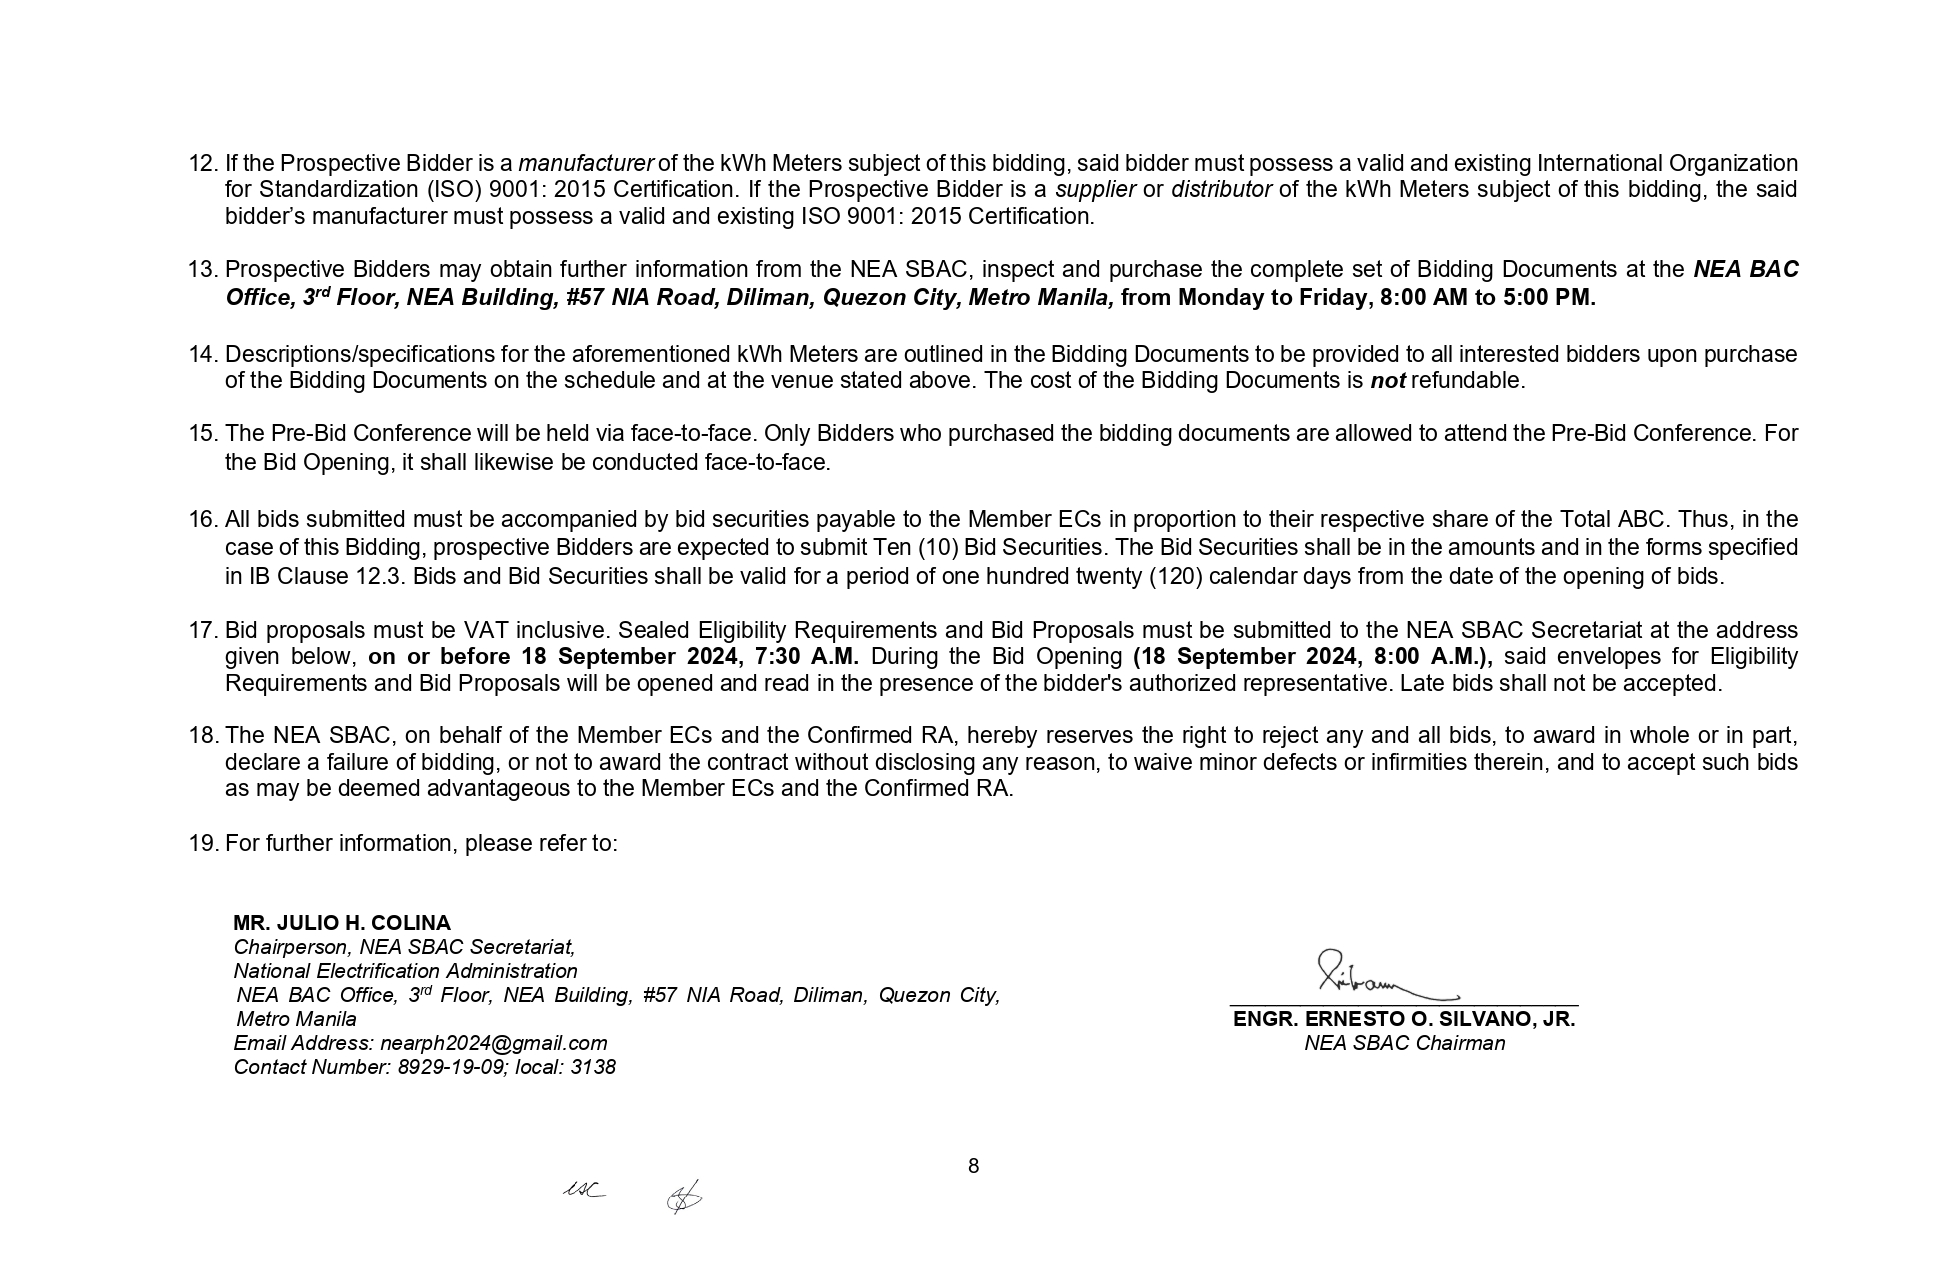 12. If the Prospective Bidder is a manufacturer of the kWh Meters subject of this bidding, said bidder must possess a valid and existing International Organization
for Standardization (ISO) 9001: 2015 Certification. If the Prospective Bidder is a supplier or distributor of the kWh Meters subject of this bidding, the said
bidder’s manufacturer must possess a valid and existing ISO 9001: 2015 Certification.
13. Prospective Bidders may obtain further information from the NEA SBAC, inspect and purchase the complete set of Bidding Documents at the NEA BAC
Office, 3rd Floor, NEA Building, #57 NIA Road, Diliman, Quezon City, Metro Manila, from Monday to Friday, 8:00 AM to 5:00 PM.
14. Descriptions/specifications for the aforementioned kWh Meters are outlined in the Bidding Documents to be provided to all interested bidders upon purchase
of the Bidding Documents on the schedule and at the venue stated above. The cost of the Bidding Documents is not refundable.
15. The Pre-Bid Conference will be held via face-to-face. Only Bidders who purchased the bidding documents are allowed to attend the Pre-Bid Conference. For
the Bid Opening, it shall likewise be conducted face-to-face.
16. All bids submitted must be accompanied by bid securities payable to the Member ECs in proportion to their respective share of the Total ABC. Thus, in the
case of this Bidding, prospective Bidders are expected to submit Ten (10) Bid Securities. The Bid Securities shall be in the amounts and in the forms specified
in IB Clause 12.3. Bids and Bid Securities shall be valid for a period of one hundred twenty (120) calendar days from the date of the opening of bids.
17. Bid proposals must be VAT inclusive. Sealed Eligibility Requirements and Bid Proposals must be submitted to the NEA SBAC Secretariat at the address
given below, on or before 18 September 2024, 7:30 A.M. During the Bid Opening (18 September 2024, 8:00 A.M.), said envelopes for Eligibility
Requirements and Bid Proposals will be opened and read in the presence of the bidder's authorized representative. Late bids shall not be accepted.
18. The NEA SBAC, on behalf of the Member ECs and the Confirmed RA, hereby reserves the right to reject any and all bids, to award in whole or in part,
declare a failure of bidding, or not to award the contract without disclosing any reason, to waive minor defects or infirmities therein, and to accept such bids
as may be deemed advantageous to the Member ECs and the Confirmed RA.
19. For further information, please refer to:
MR. JULIO H. COLINA
Chairperson, NEA SBAC Secretariat,
National Electrification Administration
NEA BAC Office, 3rd Floor, NEA Building, #57 NIA Road, Diliman, Quezon City,
Metro Manila
Email Address: nearph2024@gmail.com
Contact Number: 8929-19-09; local: 3138
ENGR. ERNESTO O. SILVANO, JR.
NEA SBAC Chairman
8